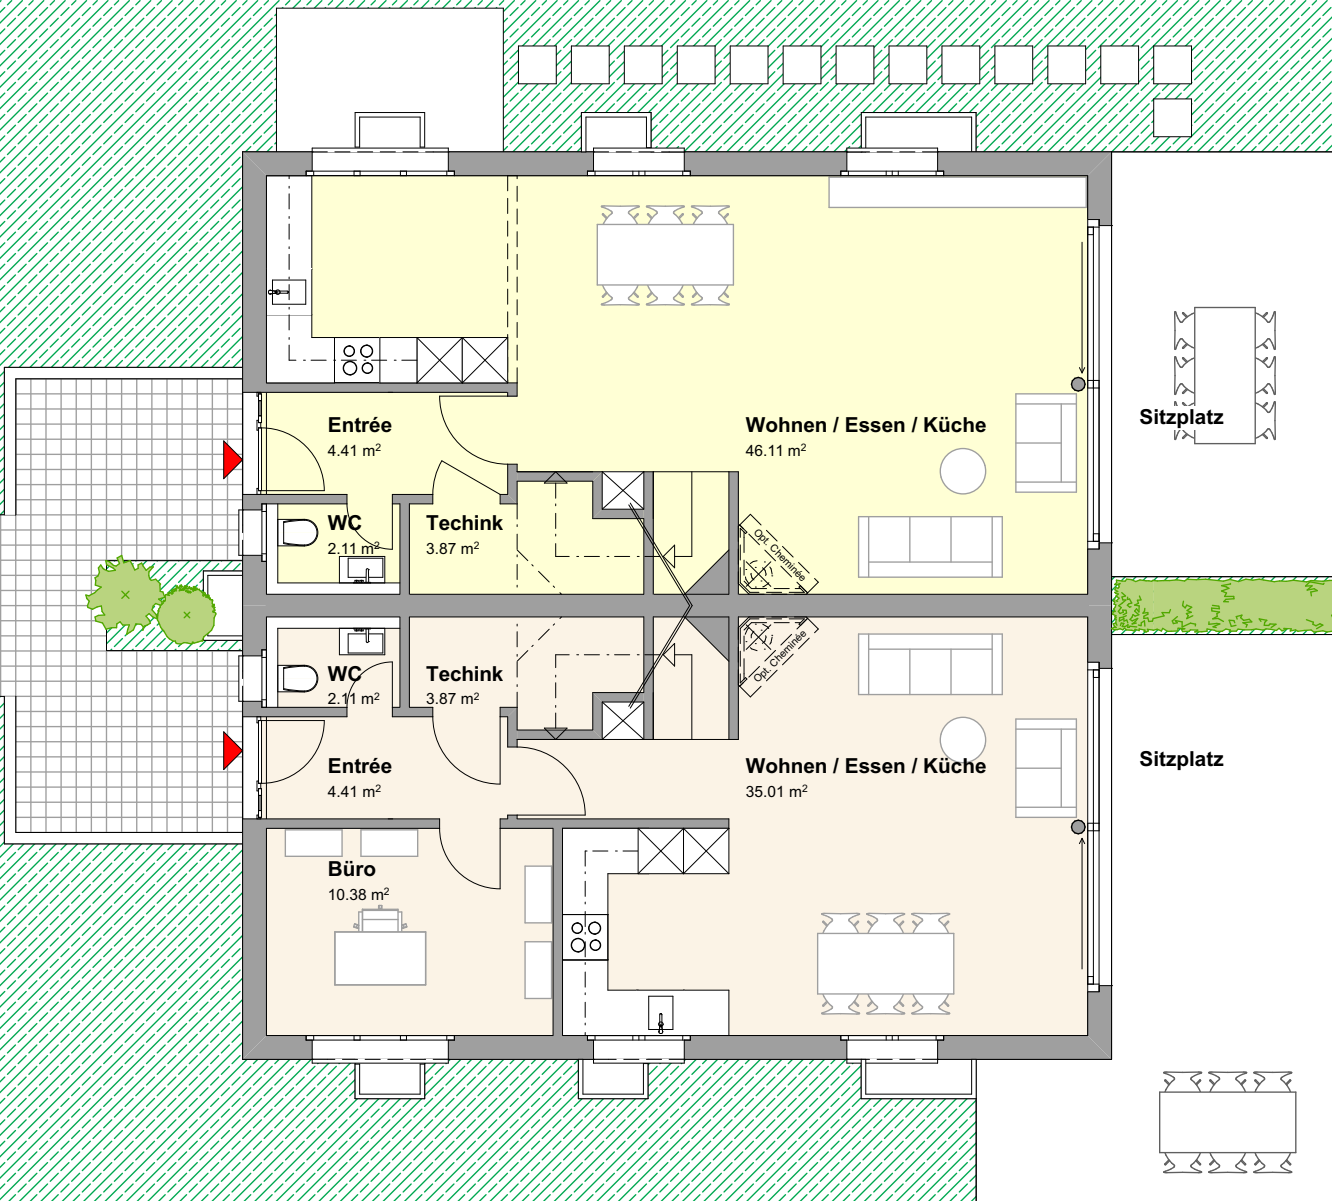 Entrée
4.41 m²
Wohnen / Essen / Küche
46.11 m²
Sitzplatz
WC
2.11 m²
Techink
3.87 m²
Opt. Cheminée
Opt. Cheminée
WC
2.11 m²
Techink
3.87 m²
Entrée
4.41 m²
Wohnen / Essen / Küche
35.01 m²
Sitzplatz
Büro
10.38 m²